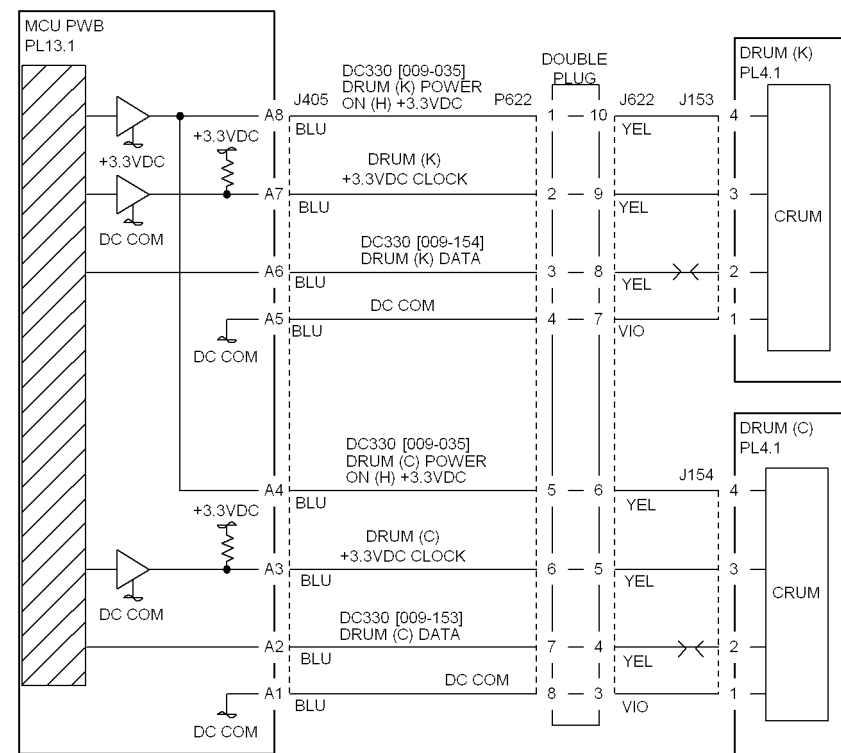 MCU PWB
PL13.1
DC330 [009-035]
DRUM (K) POWER
ON (H) +3.3VDC
DOUBLE
PLUG
DRUM (K)
PL4.1
J405
P622
J622
J153
A8
BLU
1
10
YEL
4
+3.3VDC
+3.3VDC
DRUM (K)
+3.3VDC CLOCK
A7
BLU
2
9
YEL
3
CRUM
DC COM
DC330 [009-154]
DRUM (K) DATA
A6
BLU
3
8
YEL
2
DC COM
A5
BLU
4
7
VIO
1
DC COM
DRUM (C)
PL4.1
DC330 [009-035]
DRUM (C) POWER
ON (H) +3.3VDC
J154
A4
BLU
5
6
YEL
4
+3.3VDC
DRUM (C)
+3.3VDC CLOCK
A3
BLU
6
5
YEL
3
CRUM
DC COM
DC330 [009-153]
DRUM (C) DATA
A2
BLU
7
4
YEL
2
DC COM
A1
BLU
8
3
VIO
1
DC COM